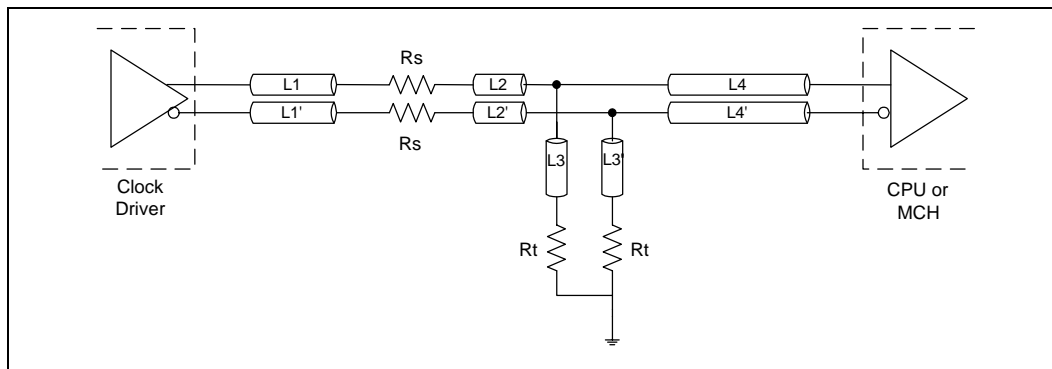 Rs
L1
L2
L4
L1'
L2'
L4'
Rs
L3
L3'
Clock
Driver
CPU or
MCH
Rt
Rt